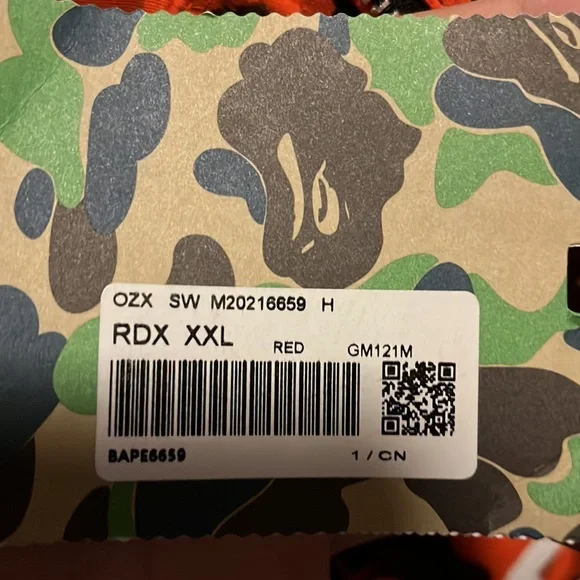 OZX SW M20216659 H
RDX XXL RED GM121M
BAPE6659 1 / CN